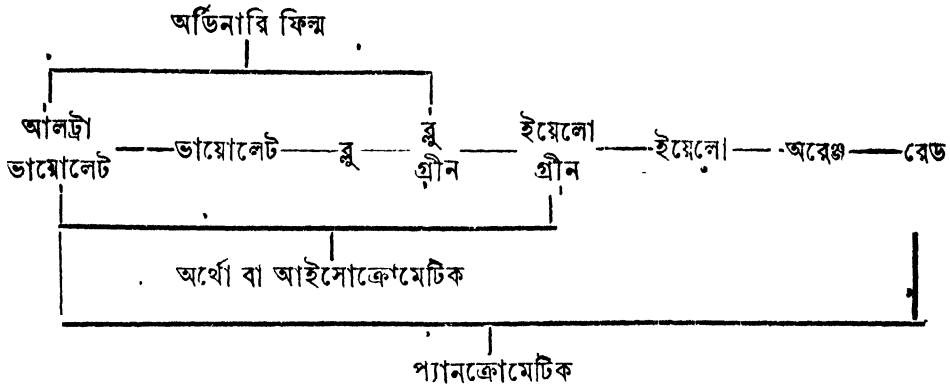 অর্ডিনারি ফিল্ম
আলট্রা ভায়োলেট — ভায়োলেট — ব্লু — ব্লু গ্রীন — ইয়েলো গ্রীন — ইয়েলো — অরেঞ্জ — রেড
অর্থো বা আইসোক্রোমেটিক
প্যানক্রোমেটিক